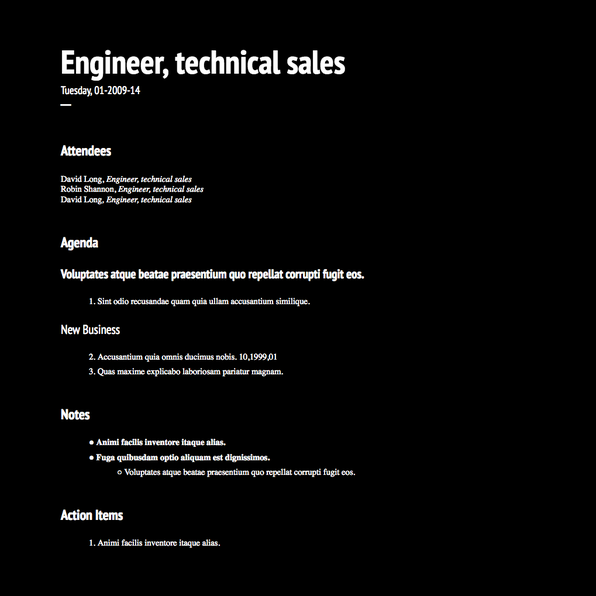 Engineer, technical sales
Tuesday, 01-2009-14
Attendees
David Long, Engineer, technical sales
Robin Shannon, Engineer, technical sales
David Long, Engineer, technical sales
Agenda
Voluptates atque beatae praesentium quo repellat corrupti fugit eos.
1. Sint odio recusandae quam quia ullam accusantium similique.
New Business
2. Accusantium quia omnis ducimus nobis. 10,1999,01
3. Quas maxime explicabo laboriosam pariatur magnam.
Notes
● Animi facilis inventore itaque alias.
● Fuga quibusdam optio aliquam est dignissimos.
○ Voluptates atque beatae praesentium quo repellat corrupti fugit eos.
Action Items
1. Animi facilis inventore itaque alias.